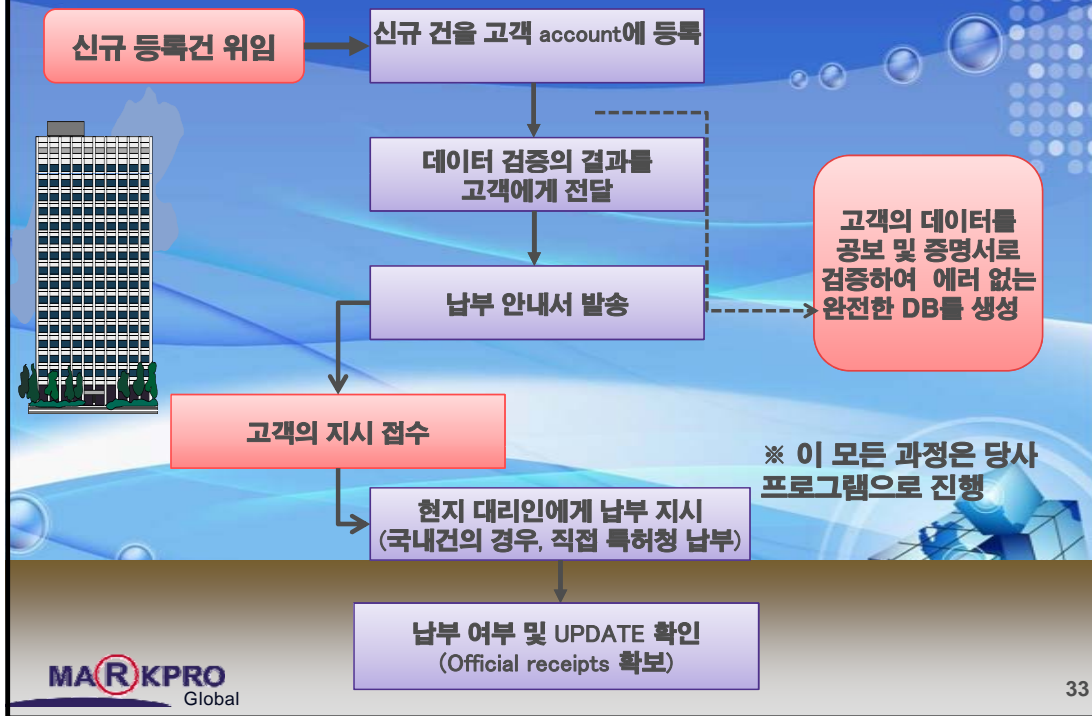 신규 등록건 위임
신규 건을 고객 account에 등록
데이터 검증의 결과를
고객에게 전달
고객의 데이터를
공보 및 증명서로
검증하여 에러 없는
완전한 DB를 생성
납부 안내서 발송
고객의 지시 접수
※ 이 모든 과정은 당사
프로그램으로 진행
현지 대리인에게 납부 지시
(국내건의 경우, 직접 특허청 납부)
납부 여부 및 UPDATE 확인
(Official receipts 확보)
MARKPRO
Global
33